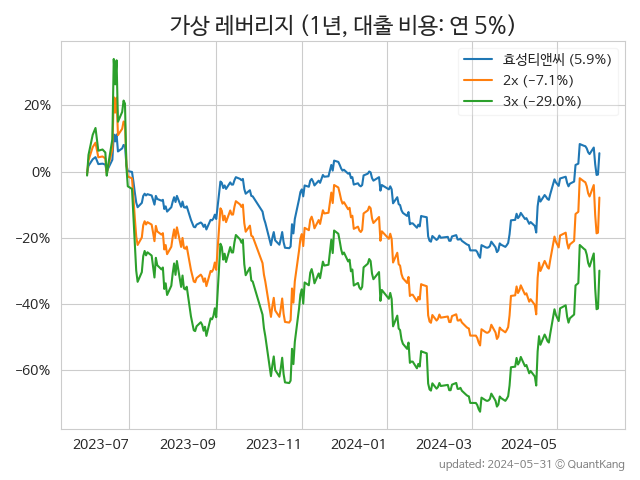 가상 레버리지 (1년, 대출 비용: 연 5%)
효성티앤씨 (5.9%)
2x (−7.1%)
3x (−29.0%)
20%
0%
−20%
−40%
−60%
2023-07
2023-09
2023-11
2024-01
2024-03
2024-05
updated: 2024-05-31 © QuantKang